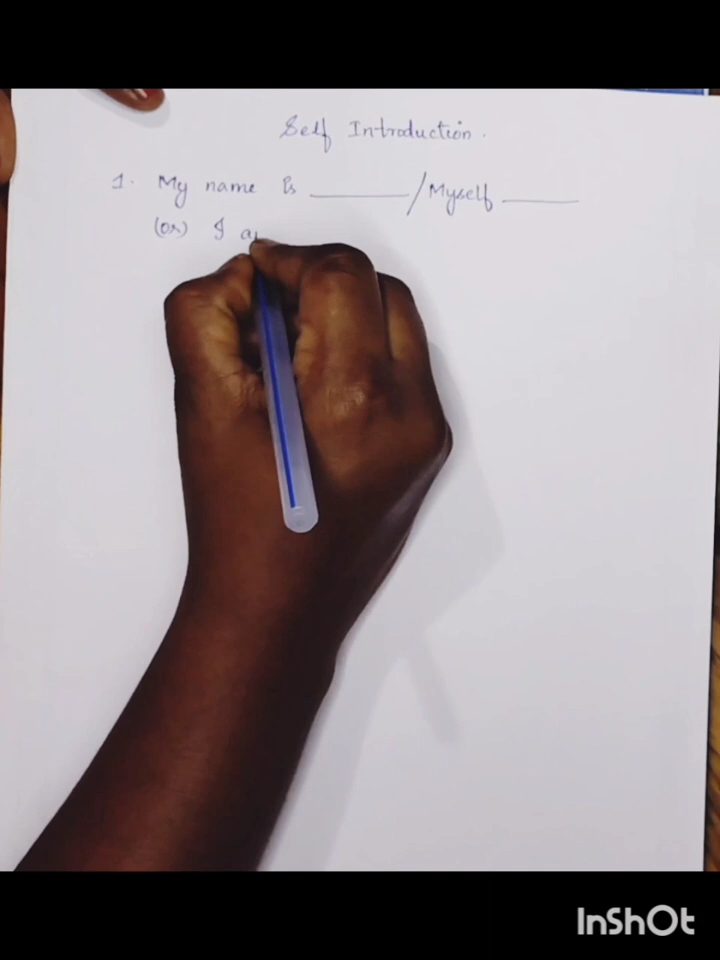 Self Introduction.
1. My name is ______ / Myself ______
(or) I a
InShOt